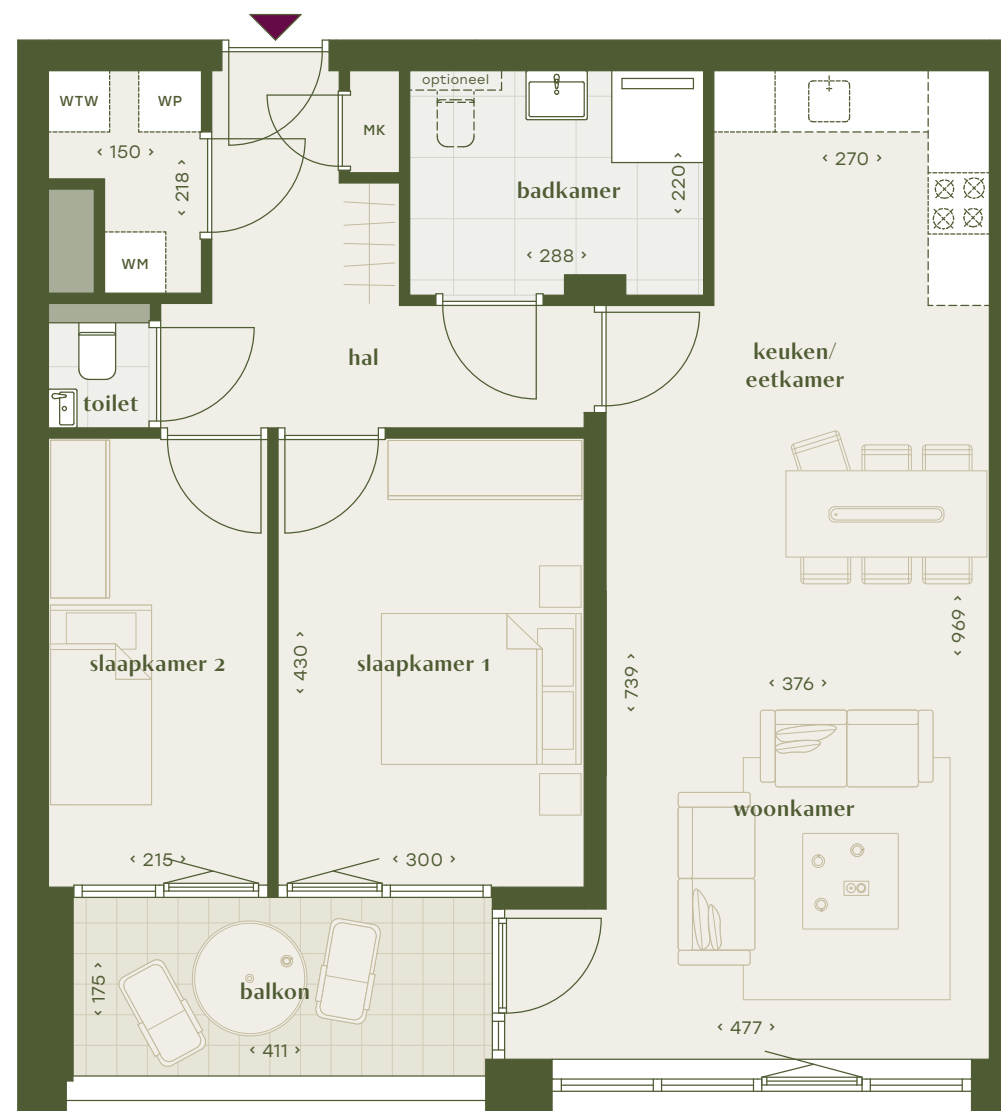 optioneel
WTW
WP
MK
‹ 150 ›
‹ 218 ›
badkamer
‹ 220 ›
‹ 270 ›
WM
‹ 288 ›
hal
keuken/
eetkamer
toilet
‹ 969 ›
slaapkamer 2
‹ 430 ›
slaapkamer 1
‹ 739 ›
‹ 376 ›
woonkamer
‹ 215 ›
‹ 300 ›
‹ 175 ›
balkon
‹ 411 ›
‹ 477 ›